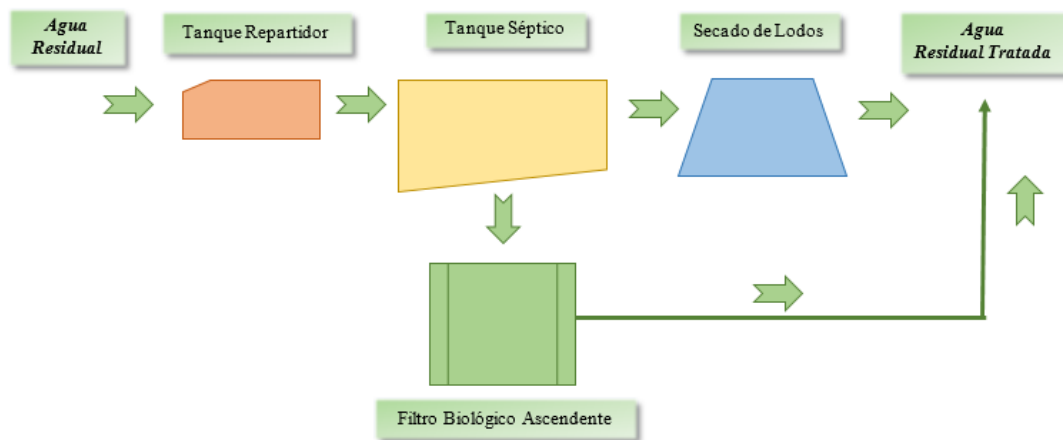 Agua
Residual
Tanque Repartidor
Tanque Séptico
Secado de Lodos
Agua
Residual Tratada
Filtro Biológico Ascendente